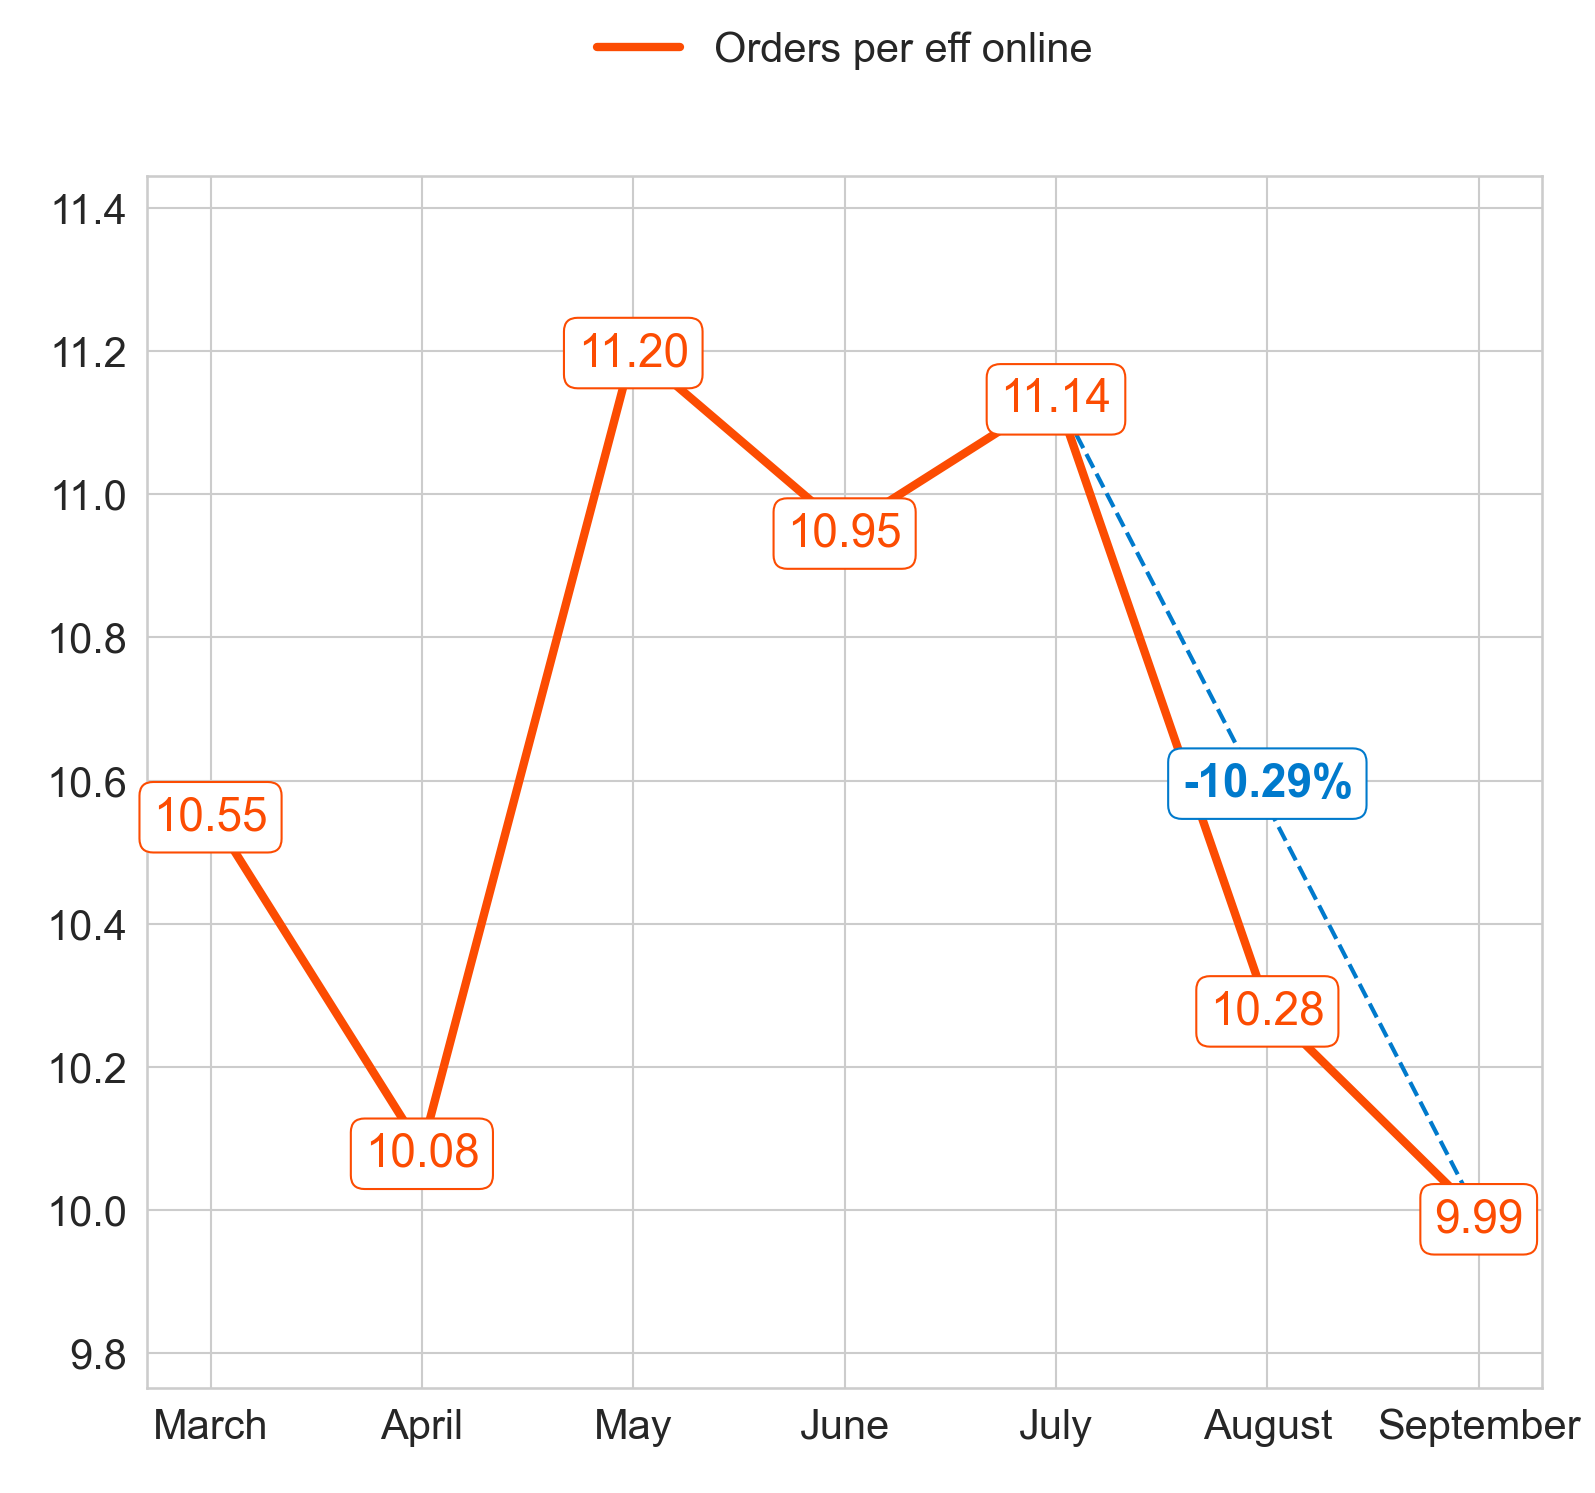 Orders per eff online
11.4
11.2
11.0
10.8
10.6
10.4
10.2
10.0
9.8
10.55
10.08
11.20
10.95
11.14
-10.29%
10.28
9.99
March
April
May
June
July
August
September